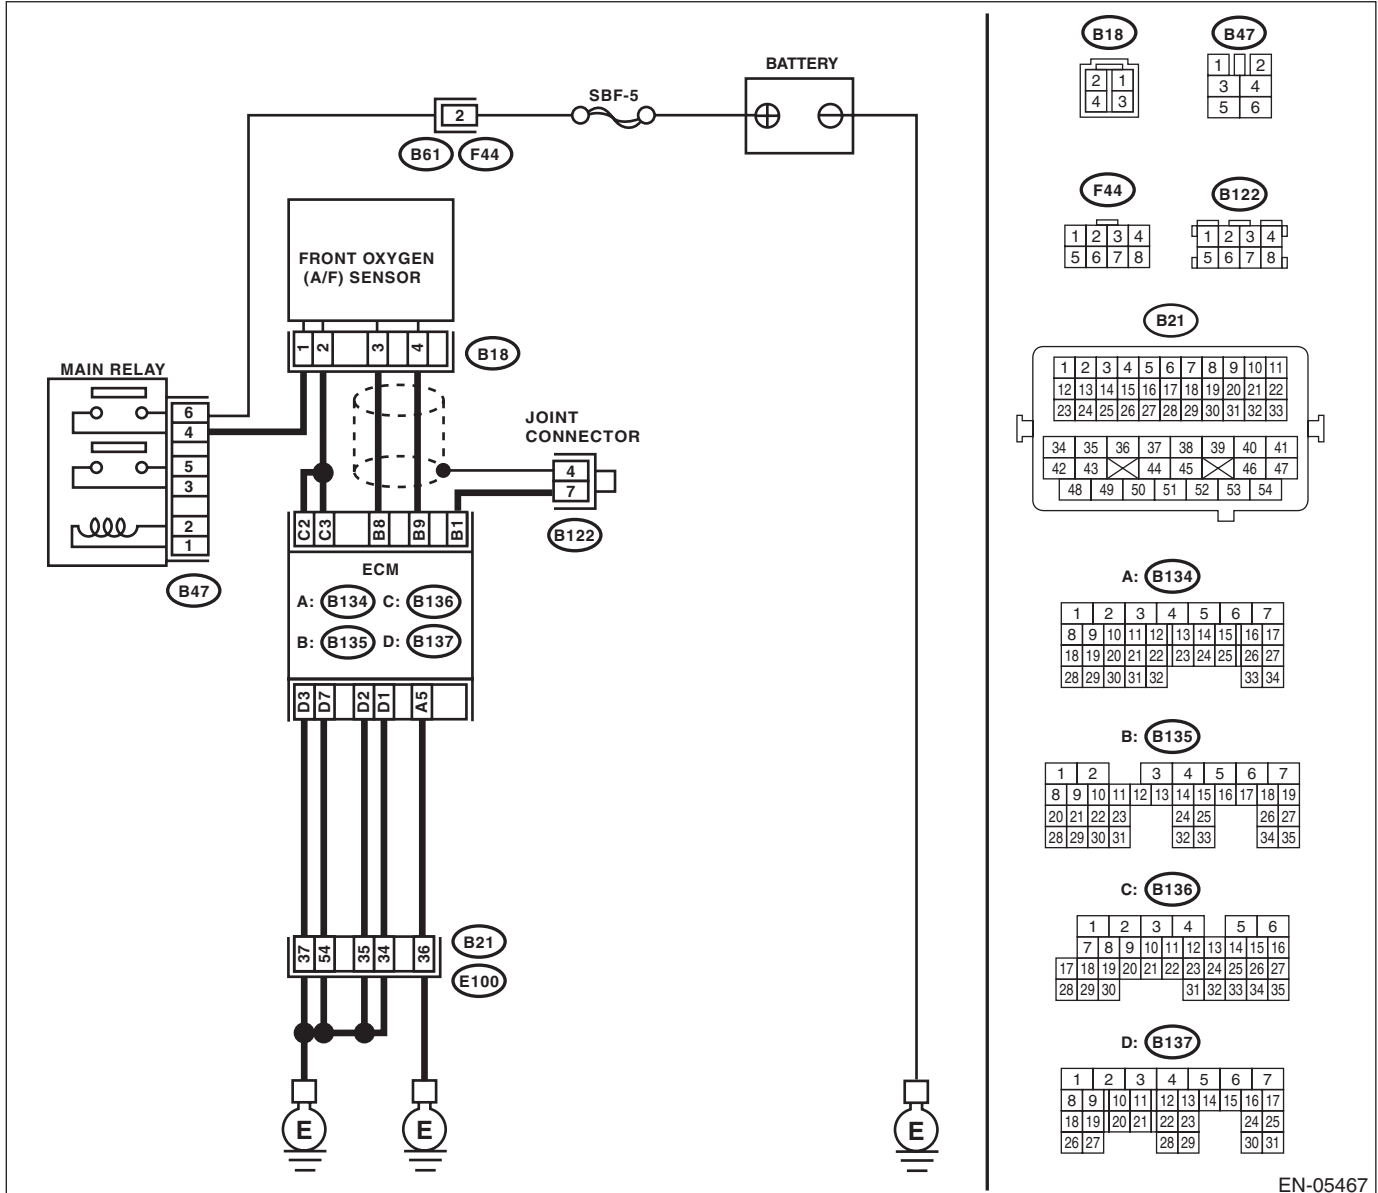 BATTERY
SBF-5
2
B61 F44
FRONT OXYGEN
(A/F) SENSOR
1 2 3 4
B18
MAIN RELAY
6
4
5
3
2
1
B47
JOINT
CONNECTOR
4
7
B122
C2 C3 B8 B9 B1
ECM
A: B134 C: B136
B: B135 D: B137
D3 D7 D2 D1 A5
37 54 35 34 36
B21
E100
E E E
B18
2 1
4 3
B47
1 2
3 4
5 6
F44
1 2 3 4
5 6 7 8
B122
1 2 3 4
5 6 7 8
B21
1 2 3 4 5 6 7 8 9 10 11
12 13 14 15 16 17 18 19 20 21 22
23 24 25 26 27 28 29 30 31 32 33
34 35 36 37 38 39 40 41
42 43 44 45 46 47
48 49 50 51 52 53 54
A: B134
1 2 3 4 5 6 7
8 9 10 11 12 13 14 15 16 17
18 19 20 21 22 23 24 25 26 27
28 29 30 31 32 33 34
B: B135
1 2 3 4 5 6 7
8 9 10 11 12 13 14 15 16 17 18 19
20 21 22 23 24 25 26 27
28 29 30 31 32 33 34 35
C: B136
1 2 3 4 5 6
7 8 9 10 11 12 13 14 15 16
17 18 19 20 21 22 23 24 25 26 27
28 29 30 31 32 33 34 35
D: B137
1 2 3 4 5 6 7
8 9 10 11 12 13 14 15 16 17
18 19 20 21 22 23 24 25
26 27 28 29 30 31
EN-05467